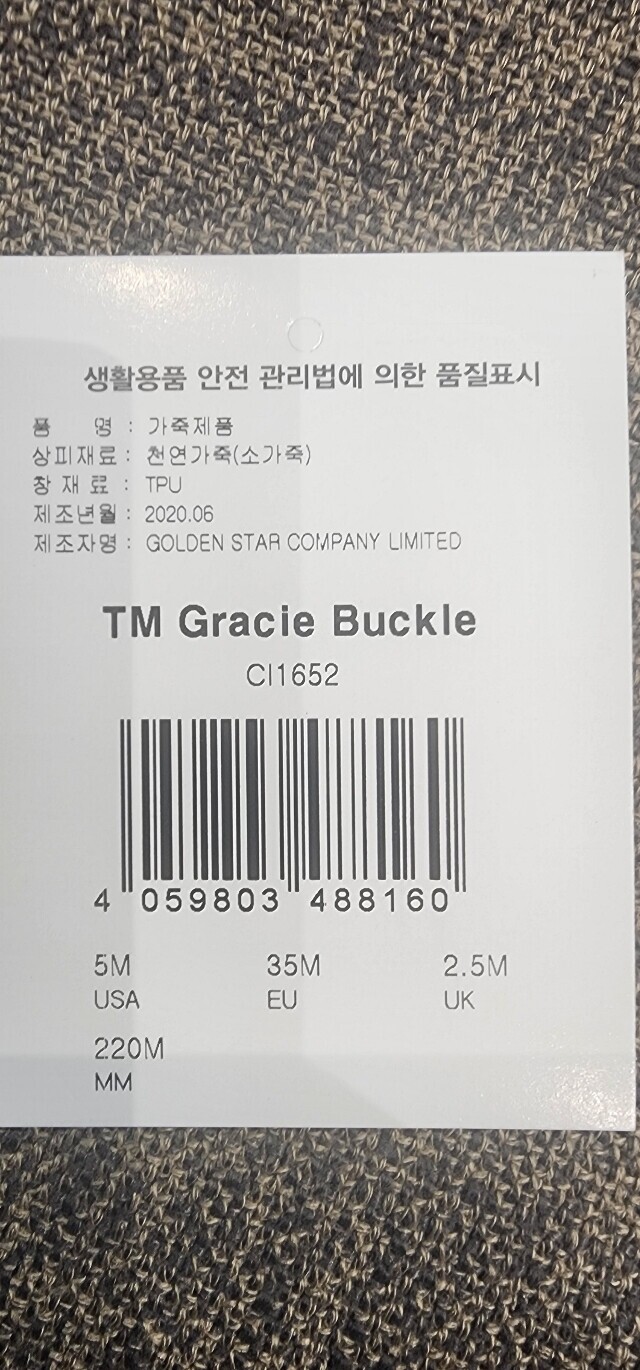 생활용품 안전 관리법에 의한 품질표시
품 명 : 가죽제품
상피재료 : 천연가죽(소가죽)
창 재 료 : TPU
제조년월 : 2020.06
제조자명 : GOLDEN STAR COMPANY LIMITED
TM Gracie Buckle
CI1652
4 059803 488160
5M 35M 2.5M
USA EU UK
220M
MM